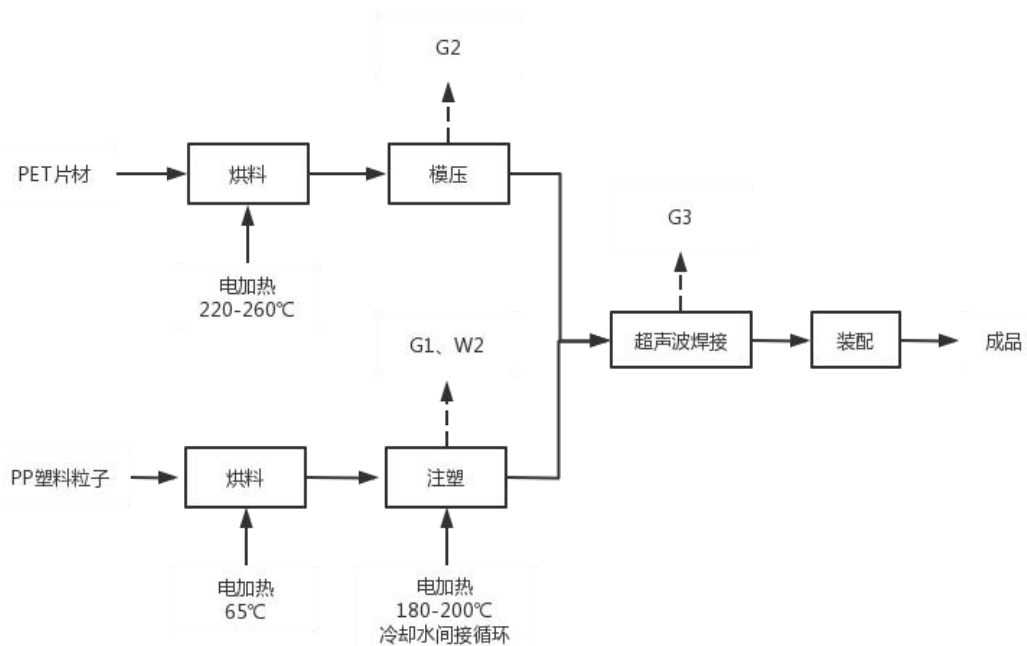 G2
PET片材
烘料
模压
电加热
220-260℃
G3
超声波焊接
装配
成品
G1、W2
PP塑料粒子
烘料
注塑
电加热
65℃
电加热
180-200℃
冷却水间接循环